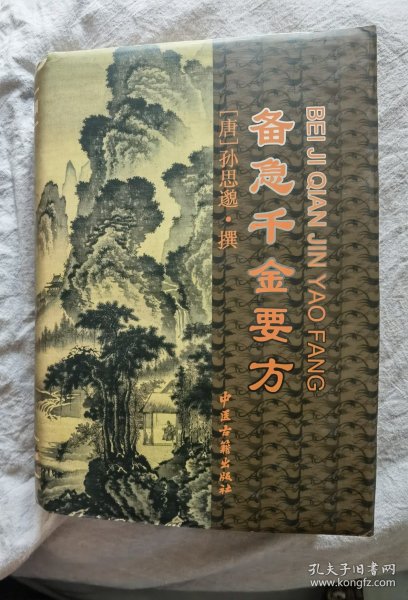 备急千金要方
BEI JI QIAN JIN YAO FANG
[唐]孙思邈·撰
中医古籍出版社
孔夫子旧书网
www.kongfz.com